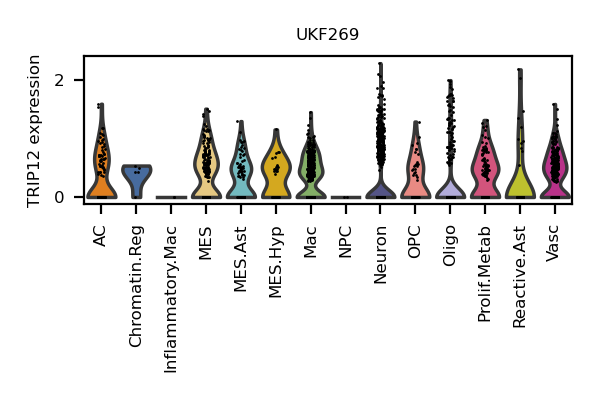 UKF269
TRIP12 expression
2
0
AC
Chromatin.Reg
Inflammatory.Mac
MES
MES.Ast
MES.Hyp
Mac
NPC
Neuron
OPC
Oligo
Prolif.Metab
Reactive.Ast
Vasc